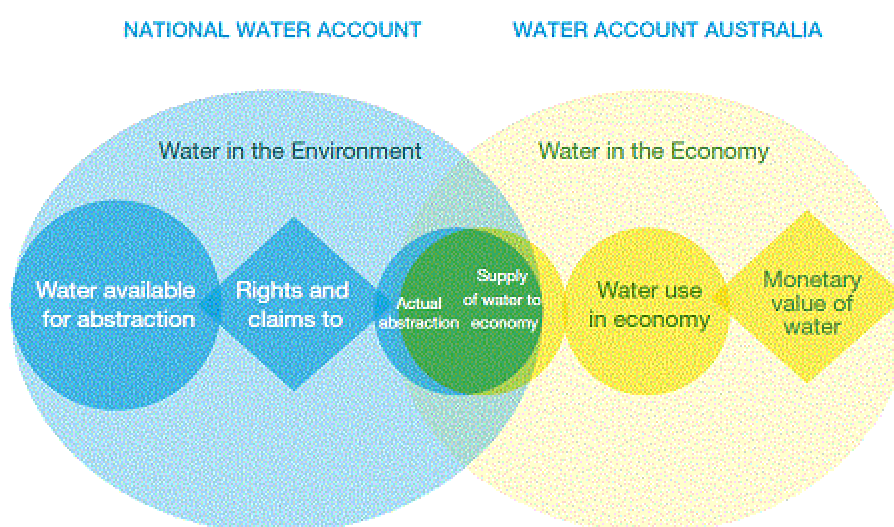 NATIONAL WATER ACCOUNT
WATER ACCOUNT AUSTRALIA
Water in the Environment
Water in the Economy
Water available
for abstraction
Rights and
claims to
Actual
abstraction
Supply
of water to
economy
Water use
in economy
Monetary
value of
water